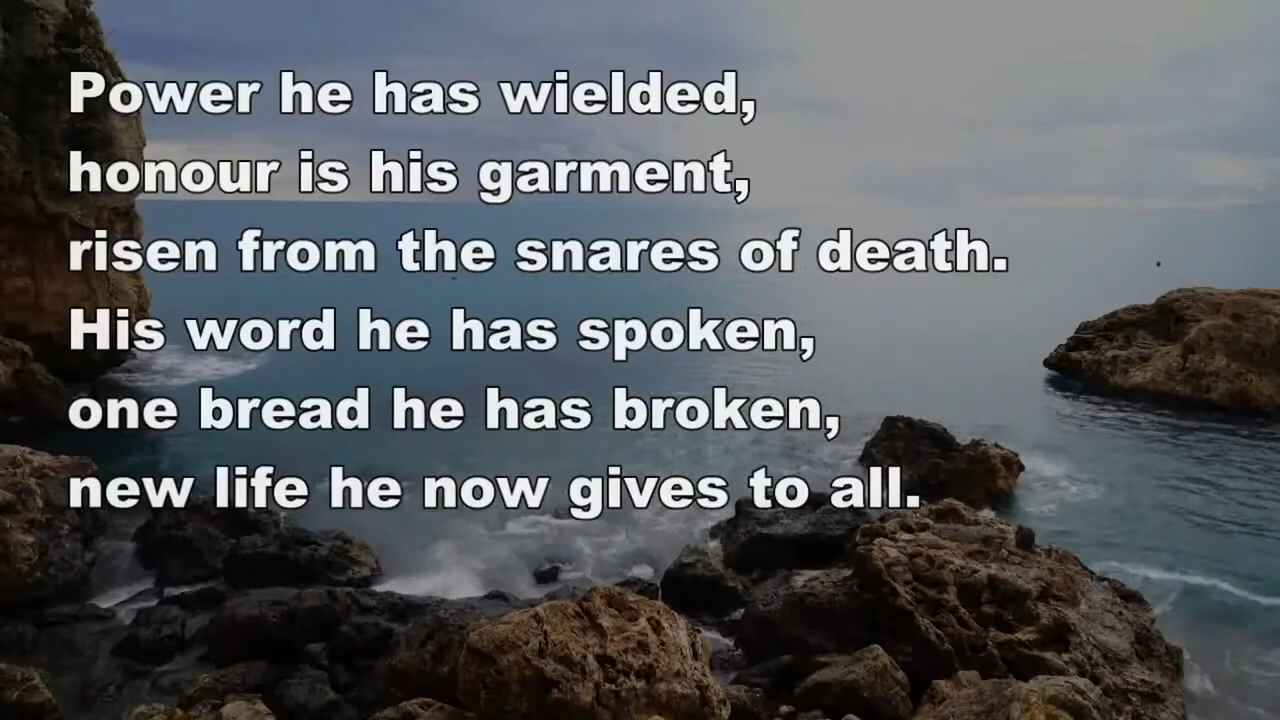 Power he has wielded,
honour is his garment,
risen from the snares of death.
His word he has spoken,
one bread he has broken,
new life he now gives to all.